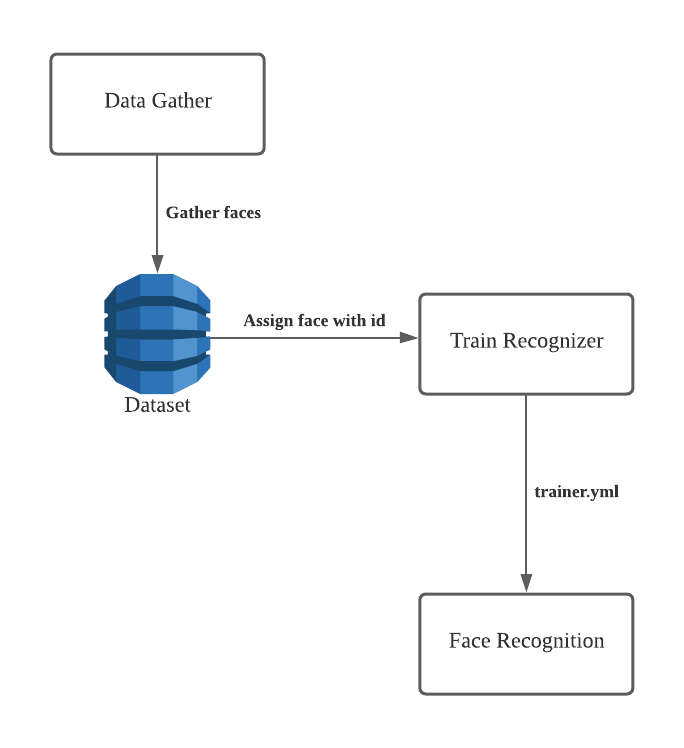 Data Gather
Gather faces
Assign face with id
Train Recognizer
Dataset
trainer.yml
Face Recognition